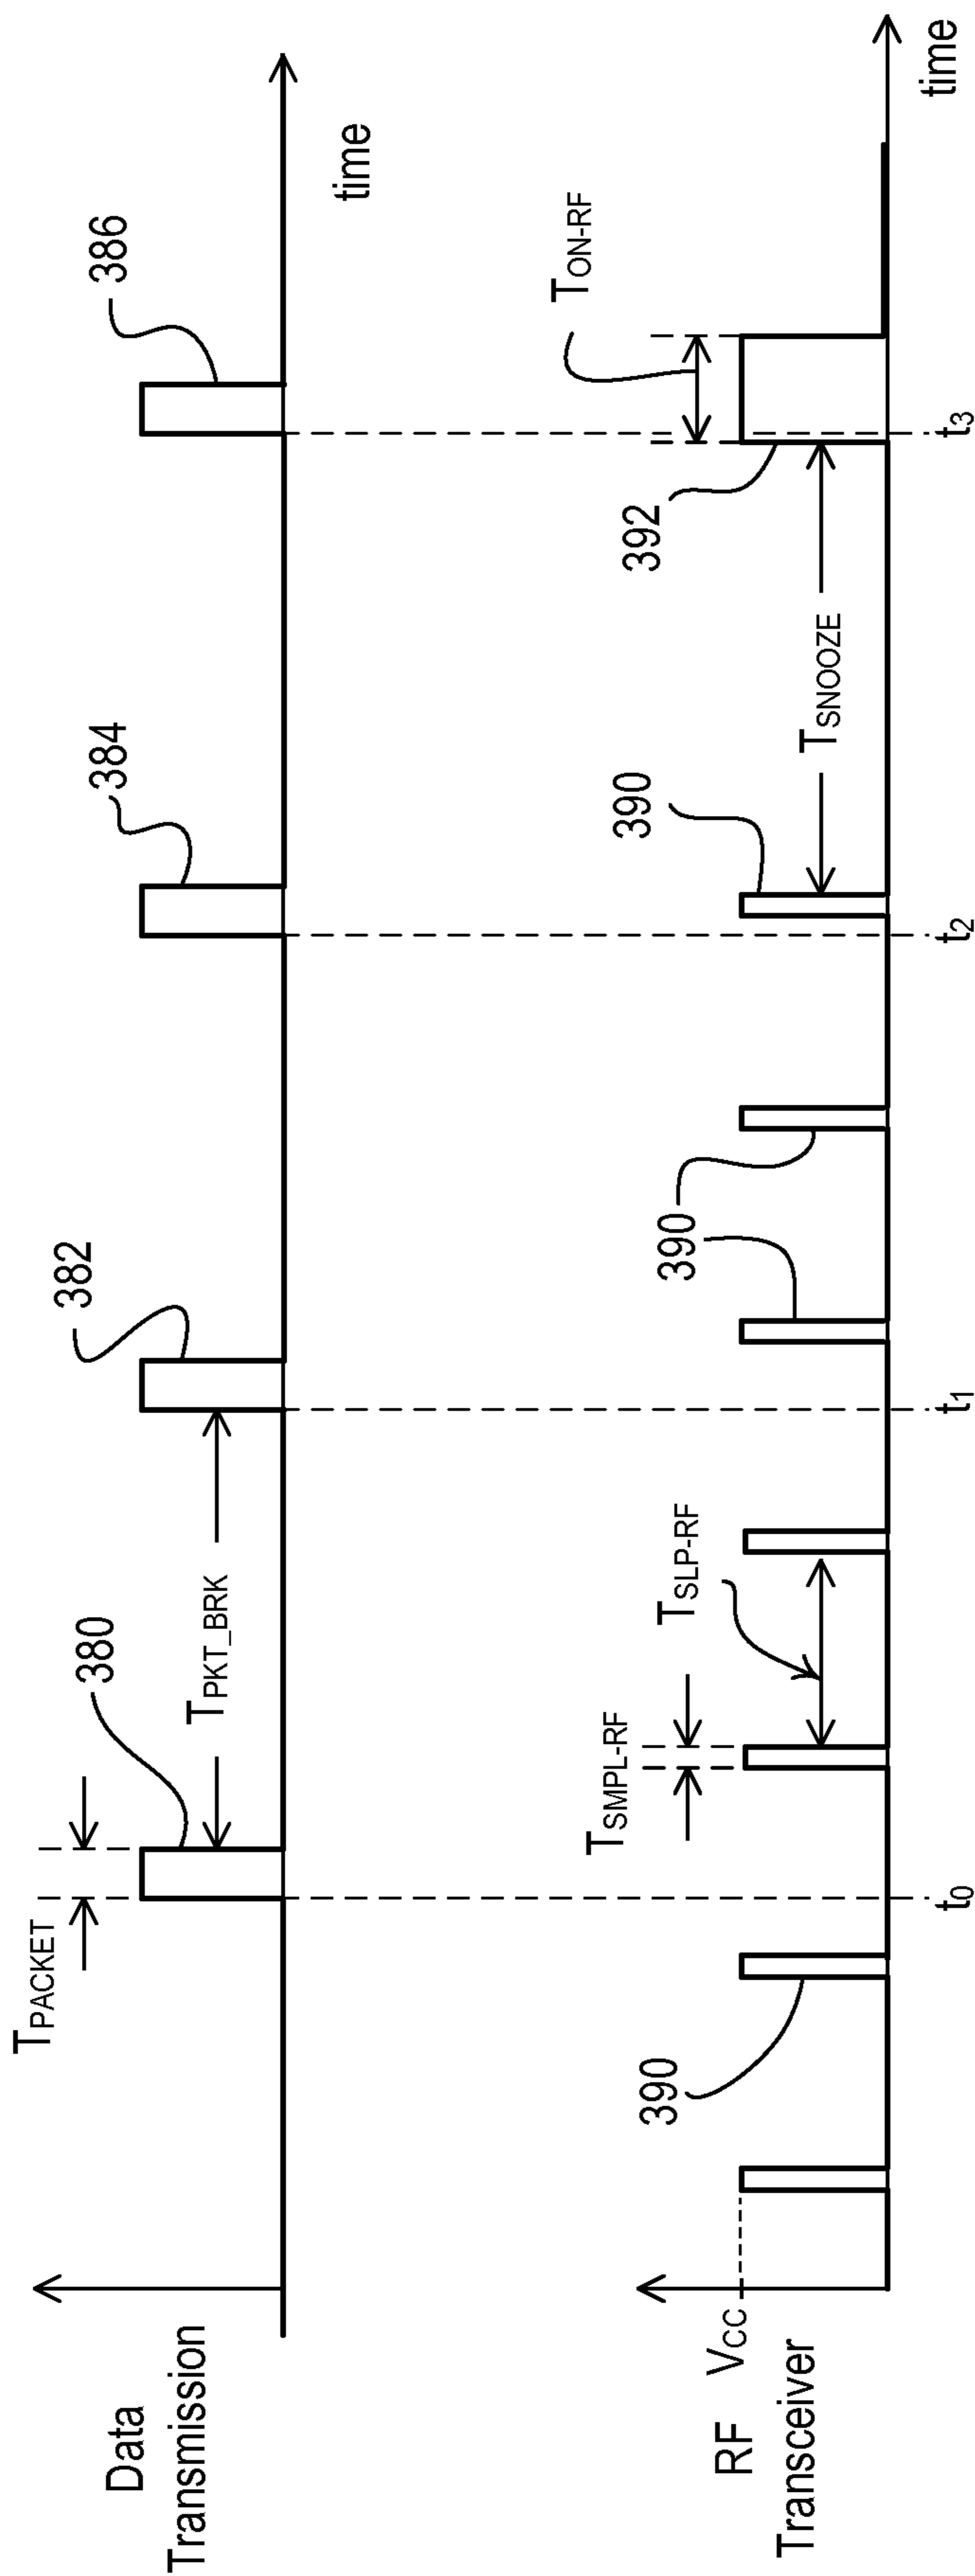 Data
Transmission
T_PACKET
380
T_PKT_BRK
382
384
386
time
RF
Transceiver
V_CC
390
T_SMPL-RF
T_SLP-RF
390
390
T_SNOOZE
392
T_ON-RF
t_0
t_1
t_2
t_3
time